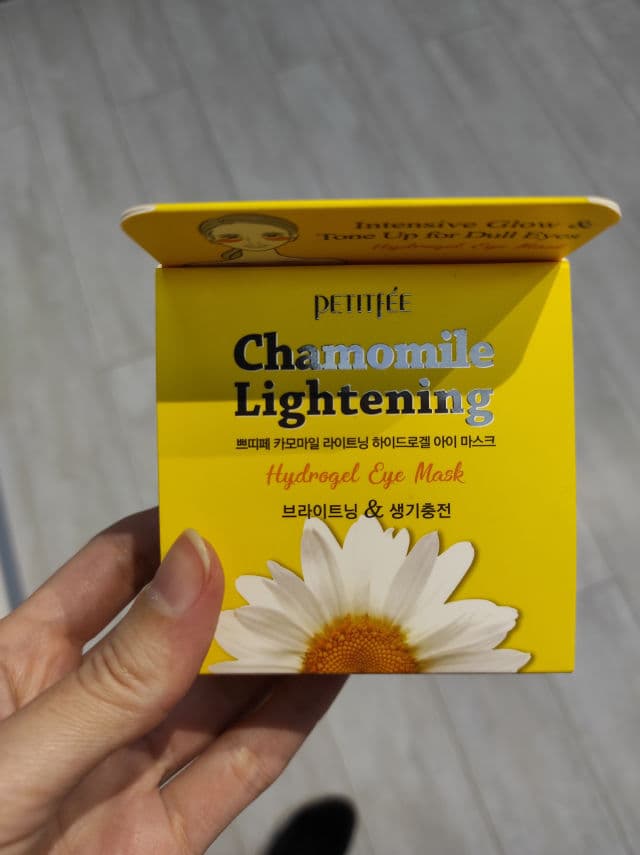 Intensive Glow &
Tone Up for Dull Eyes
Hydrogel Eye Mask
PETITFÉE
Chamomile
Lightening
쁘띠페 카모마일 라이트닝 하이드로겔 아이 마스크
Hydrogel Eye Mask
브라이트닝 & 생기충전